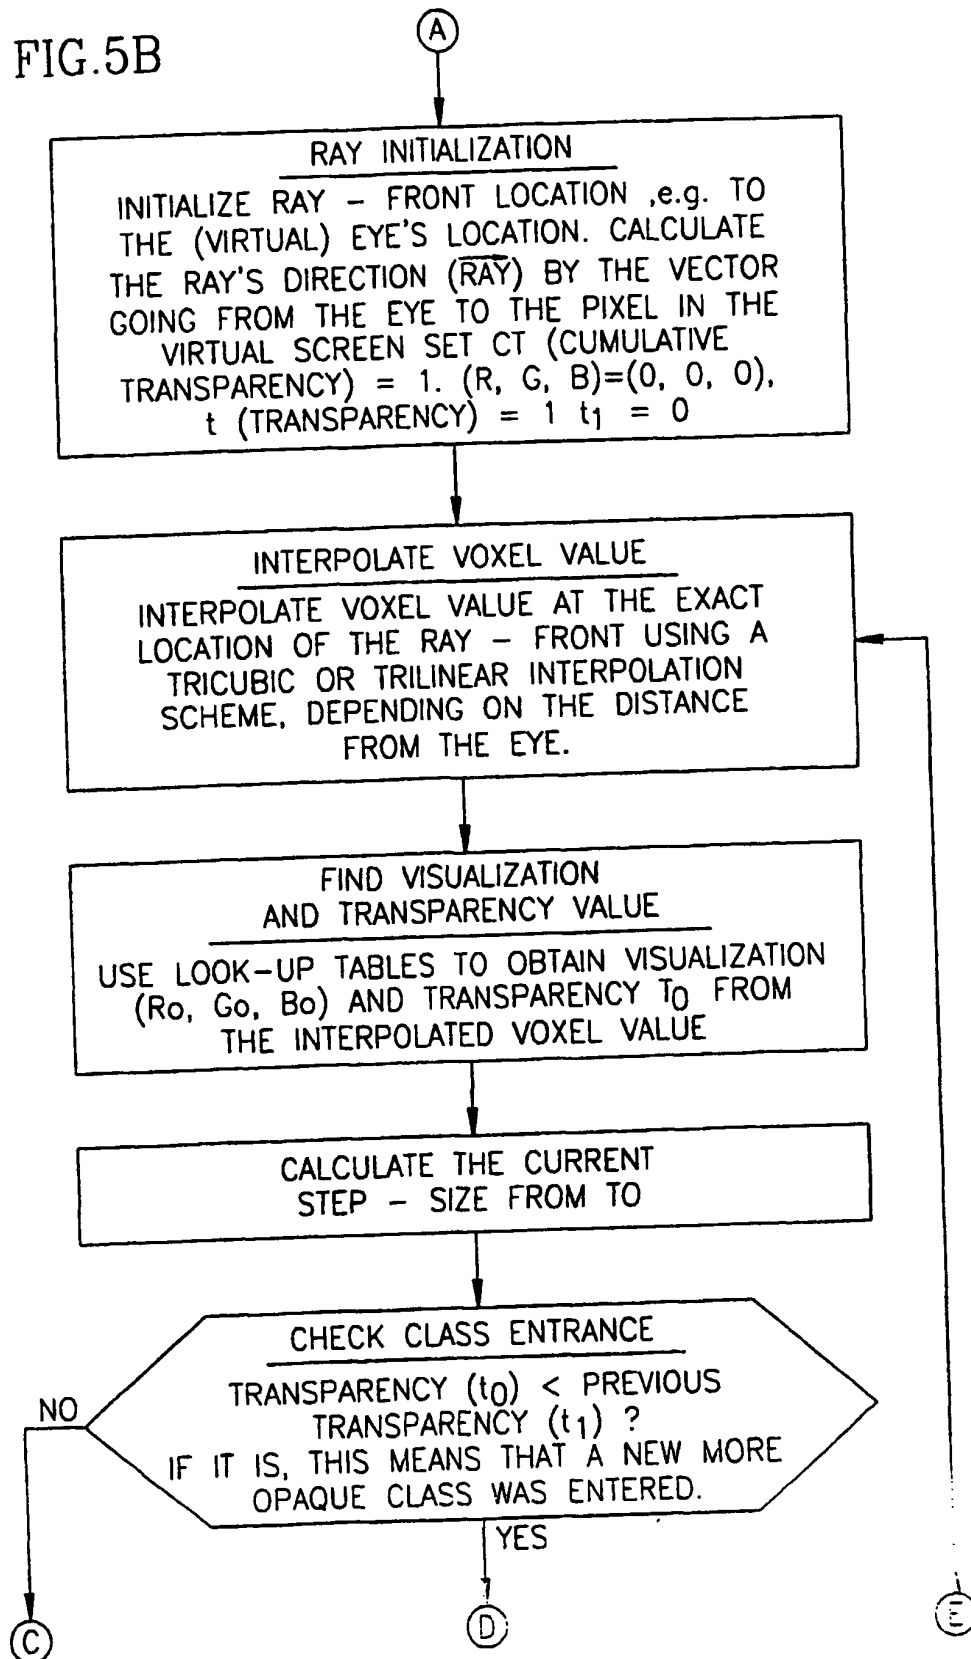 FIG.5B
A
RAY INITIALIZATION
INITIALIZE RAY – FRONT LOCATION ,e.g. TO
THE (VIRTUAL) EYE'S LOCATION. CALCULATE
THE RAY'S DIRECTION (RAY) BY THE VECTOR
GOING FROM THE EYE TO THE PIXEL IN THE
VIRTUAL SCREEN SET CT (CUMULATIVE
TRANSPARENCY) = 1. (R, G, B)=(0, 0, 0),
t (TRANSPARENCY) = 1 t₁ = 0
INTERPOLATE VOXEL VALUE
INTERPOLATE VOXEL VALUE AT THE EXACT
LOCATION OF THE RAY – FRONT USING A
TRICUBIC OR TRILINEAR INTERPOLATION
SCHEME, DEPENDING ON THE DISTANCE
FROM THE EYE.
FIND VISUALIZATION
AND TRANSPARENCY VALUE
USE LOOK-UP TABLES TO OBTAIN VISUALIZATION
(Ro, Go, Bo) AND TRANSPARENCY T₀ FROM
THE INTERPOLATED VOXEL VALUE
CALCULATE THE CURRENT
STEP – SIZE FROM TO
CHECK CLASS ENTRANCE
TRANSPARENCY (t₀) < PREVIOUS
TRANSPARENCY (t₁) ?
IF IT IS, THIS MEANS THAT A NEW MORE
OPAQUE CLASS WAS ENTERED.
NO
YES
C
D
E